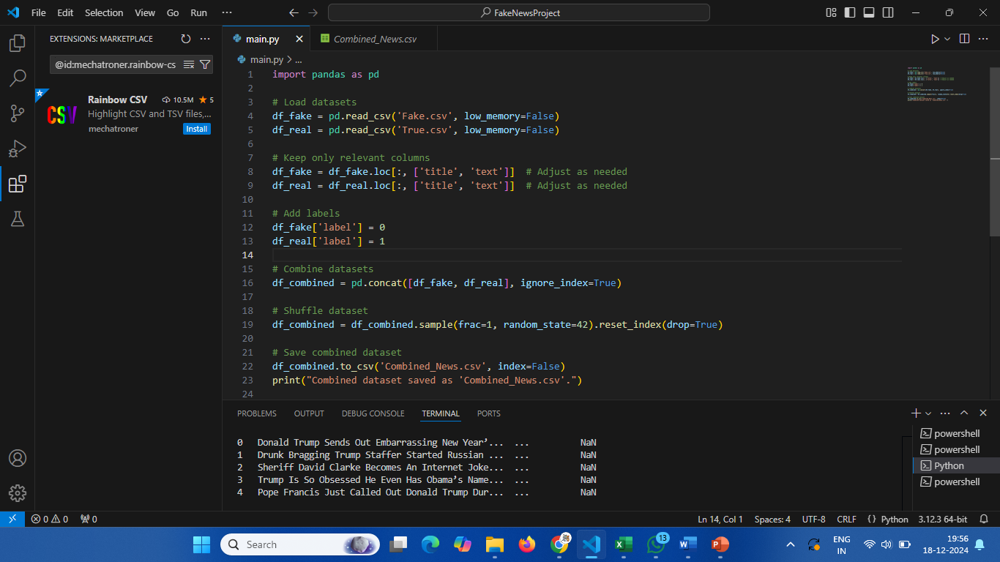 File Edit Selection View Go Run ···
FakeNewsProject
EXTENSIONS: MARKETPLACE
@id:mechatroner.rainbow-cs
Rainbow CSV 10.5M ★ 5
Highlight CSV and TSV files,...
mechatroner Install
CSV
main.py Combined_News.csv
main.py > ...
1 import pandas as pd
2
3 # Load datasets
4 df_fake = pd.read_csv('Fake.csv', low_memory=False)
5 df_real = pd.read_csv('True.csv', low_memory=False)
6
7 # Keep only relevant columns
8 df_fake = df_fake.loc[:, ['title', 'text']]  # Adjust as needed
9 df_real = df_real.loc[:, ['title', 'text']]  # Adjust as needed
10
11 # Add labels
12 df_fake['label'] = 0
13 df_real['label'] = 1
14
15 # Combine datasets
16 df_combined = pd.concat([df_fake, df_real], ignore_index=True)
17
18 # Shuffle dataset
19 df_combined = df_combined.sample(frac=1, random_state=42).reset_index(drop=True)
20
21 # Save combined dataset
22 df_combined.to_csv('Combined_News.csv', index=False)
23 print("Combined dataset saved as 'Combined_News.csv'.")
24
PROBLEMS OUTPUT DEBUG CONSOLE TERMINAL PORTS
0 Donald Trump Sends Out Embarrassing New Year’... ... NaN
1 Drunk Bragging Trump Staffer Started Russian ... ... NaN
2 Sheriff David Clarke Becomes An Internet Joke... ... NaN
3 Trump Is So Obsessed He Even Has Obama’s Name... ... NaN
4 Pope Francis Just Called Out Donald Trump Dur... ... NaN
powershell
powershell
Python
powershell
0 0 0
Ln 14, Col 1 Spaces: 4 UTF-8 CRLF {} Python 3.12.3 64-bit
Search
13
ENG
IN
19:56
18-12-2024